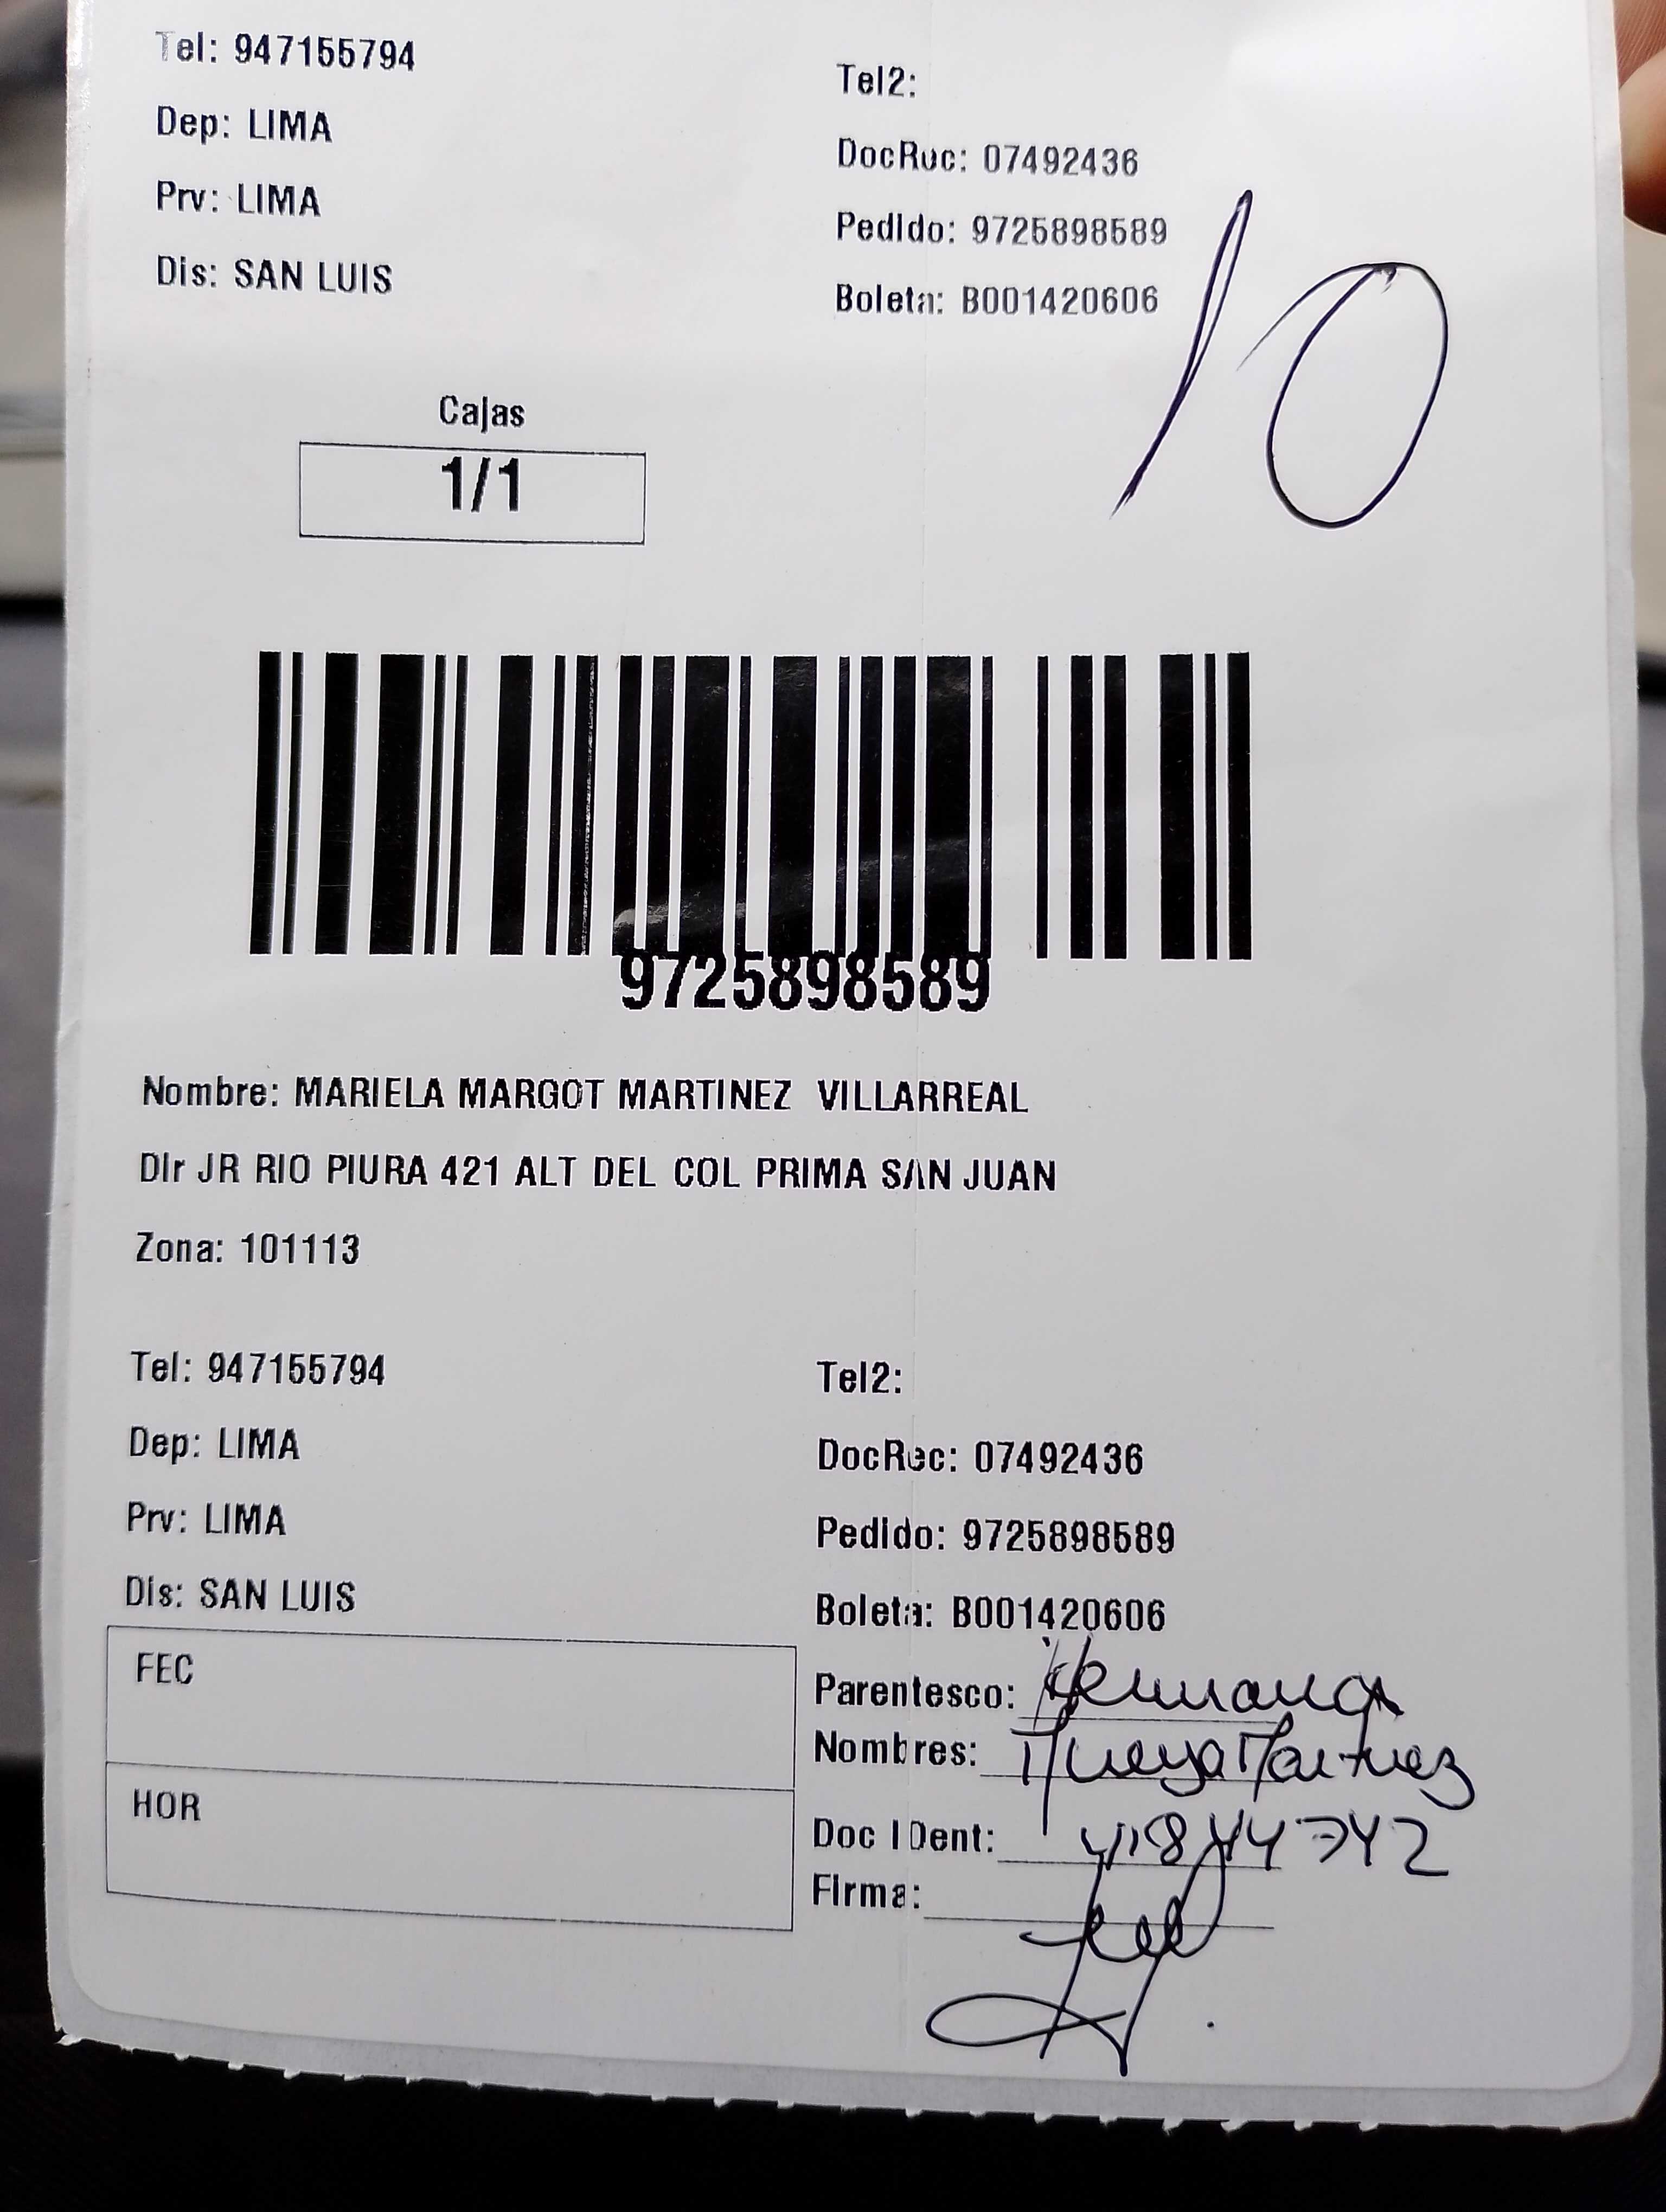 Tel: 947155794
Tel2:
Dep: LIMA
DocRec: 07492436
Prv: LIMA
Pedido: 9725898589
Dis: SAN LUIS
Boleta: B001420606
10
Cajas
1/1
9725898589
Nombre: MARIELA MARGOT MARTINEZ VILLARREAL
Dir JR RIO PIURA 421 ALT DEL COL PRIMA SAN JUAN
Zona: 101113
Tel: 947155794
Tel2:
Dep: LIMA
DocRec: 07492436
Prv: LIMA
Pedido: 9725898589
Dis: SAN LUIS
Boleta: B001420606
FEC
Parentesco: Hermana
Nombres: Martinez
HOR
Doc IDent:
Firma: